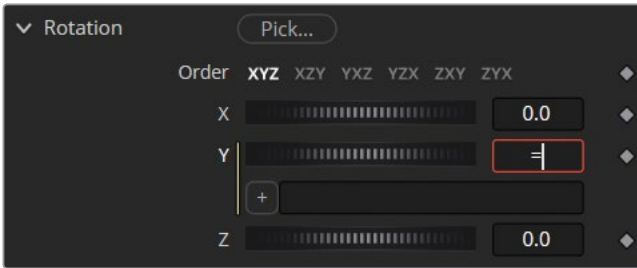 Rotation Pick...
Order XYZ XZY YXZ YZX ZXY ZYX
X 0.0
Y =
+
Z 0.0